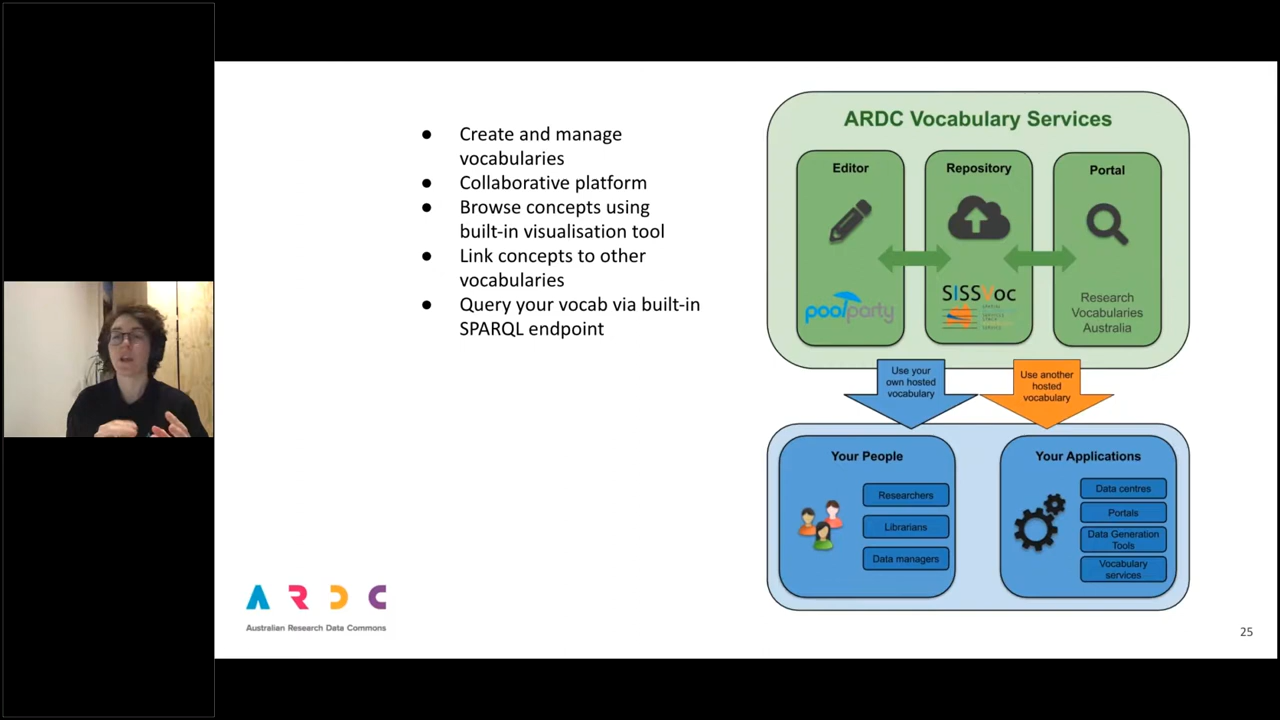 ● Create and manage
vocabularies
● Collaborative platform
● Browse concepts using
built-in visualisation tool
● Link concepts to other
vocabularies
● Query your vocab via built-in
SPARQL endpoint
ARDC Vocabulary Services
Editor
poolparty
Repository
SISSVoc
Portal
Research
Vocabularies
Australia
Use your
own hosted
vocabulary
Use another
hosted
vocabulary
Your People
Researchers
Librarians
Data managers
Your Applications
Data centres
Portals
Data Generation
Tools
Vocabulary
services
ARDC
Australian Research Data Commons
25